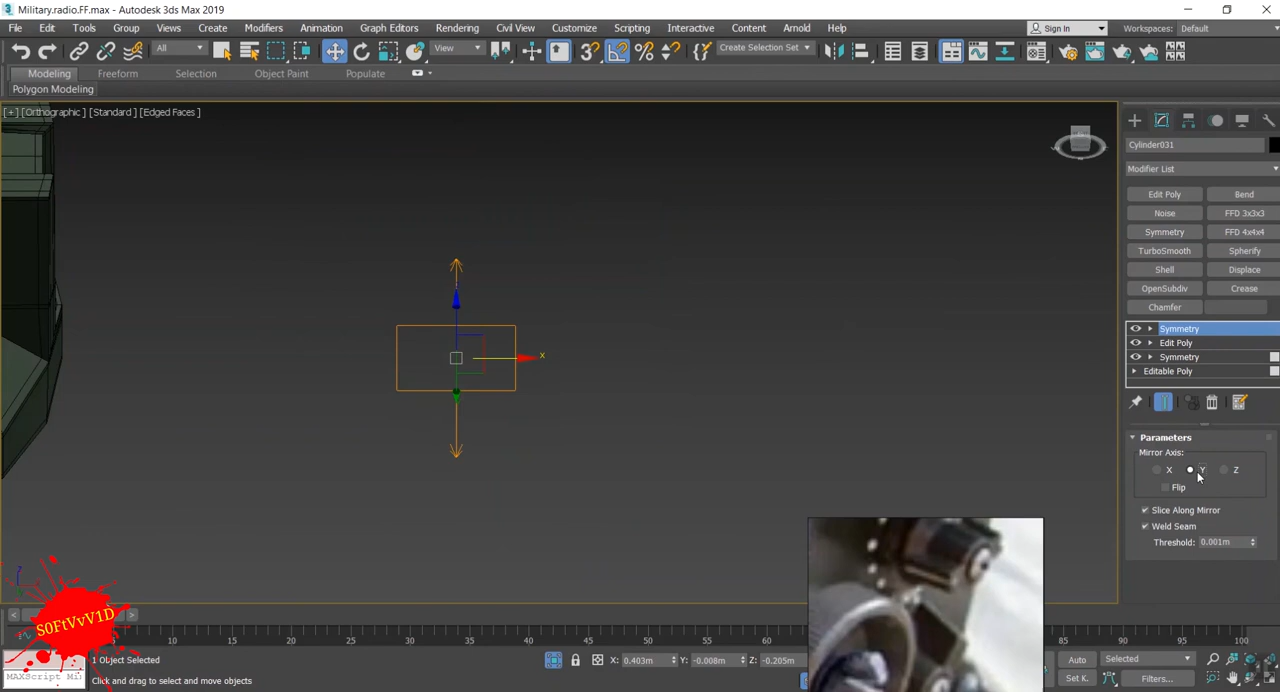 Military.radio.FF.max - Autodesk 3ds Max 2019
File Edit Tools Group Views Create Modifiers Animation Graph Editors Rendering Civil View Customize Scripting Interactive Content Arnold Help Sign In Workspaces: Default
All View Create Selection Set
Modeling Freeform Selection Object Paint Populate
Polygon Modeling
[+] [Orthographic ] [Standard ] [Edged Faces ]
Cylinder031
Modifier List
Edit Poly Bend
Noise FFD 3x3x3
Symmetry FFD 4x4x4
TurboSmooth Spherify
Shell Displace
OpenSubdiv Crease
Chamfer
Symmetry
Edit Poly
Symmetry
Editable Poly
Parameters
Mirror Axis:
X Y Z
Flip
Slice Along Mirror
Weld Seam
Threshold: 0.001m
x
z
S0FtVvV1D
10 15 20 25 30 35 40 45 50 55 60 85 90 95 100
1 Object Selected X: 0.403m Y: -0.008m Z: -0.205m Auto Selected
MAXScript Mi Click and drag to select and move objects Set K. Filters...